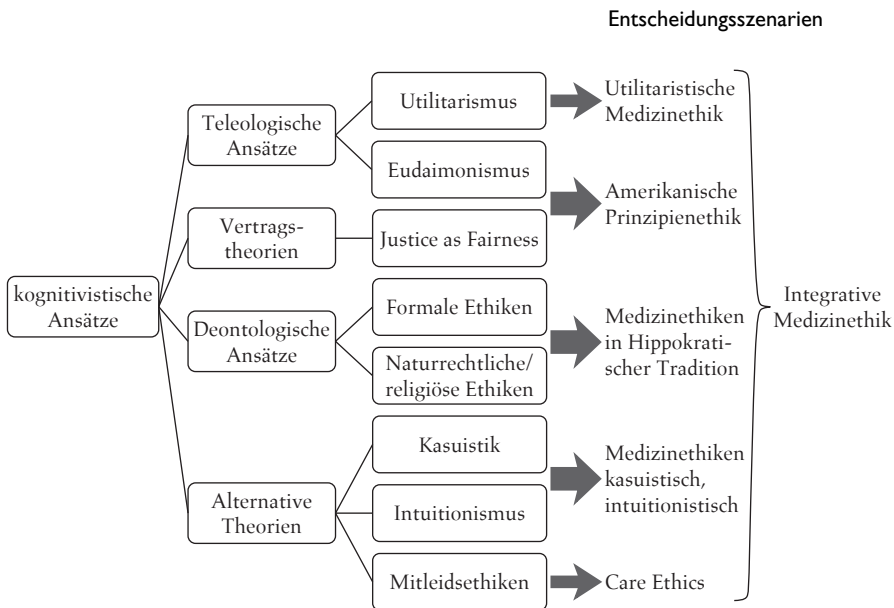 Entscheidungsszenarien
kognitivistische
Ansätze
Teleologische
Ansätze
Vertrags-
theorien
Deontologische
Ansätze
Alternative
Theorien
Utilitarismus
Eudaimonismus
Justice as Fairness
Formale Ethiken
Naturrechtliche/
religiöse Ethiken
Kasuistik
Intuitionismus
Mitleidsethiken
Utilitaristische
Medizinethik
Amerikanische
Prinzipienethik
Medizinethiken
in Hippokrati-
scher Tradition
Medizinethiken
kasuistisch,
intuitionistisch
Care Ethics
Integrative
Medizinethik